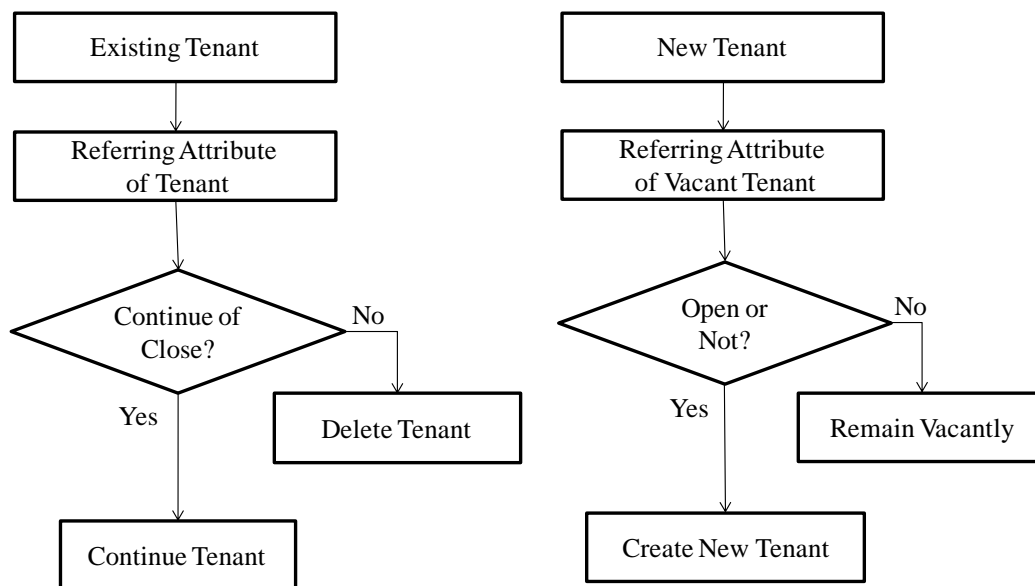 Existing Tenant
Referring Attribute
of Tenant
Continue of
Close?
No
Yes
Delete Tenant
Continue Tenant
New Tenant
Referring Attribute
of Vacant Tenant
Open or
Not?
No
Yes
Remain Vacantly
Create New Tenant